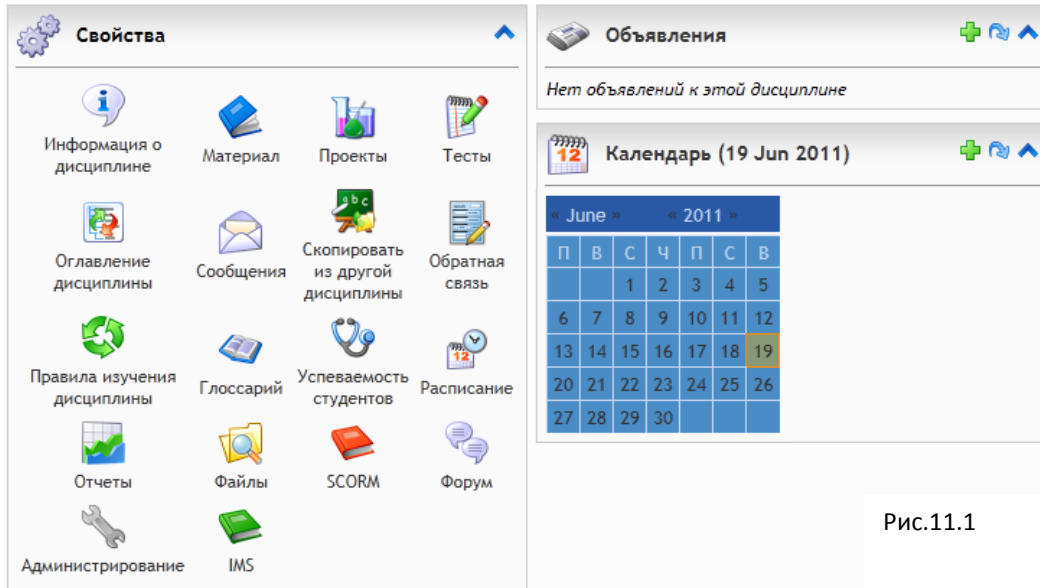 Свойства
Информация о
дисциплине
Материал
Проекты
Тесты
Оглавление
дисциплины
Сообщения
Скопировать
из другой
дисциплины
Обратная
связь
Правила изучения
дисциплины
Глоссарий
Успеваемость
студентов
12
Расписание
Отчеты
Файлы
SCORM
Форум
Администрирование
IMS
Объявления
Нет объявлений к этой дисциплине
12
Календарь (19 Jun 2011)
« June » « 2011 »
П В С Ч П С В
1 2 3 4 5
6 7 8 9 10 11 12
13 14 15 16 17 18 19
20 21 22 23 24 25 26
27 28 29 30
Рис.11.1